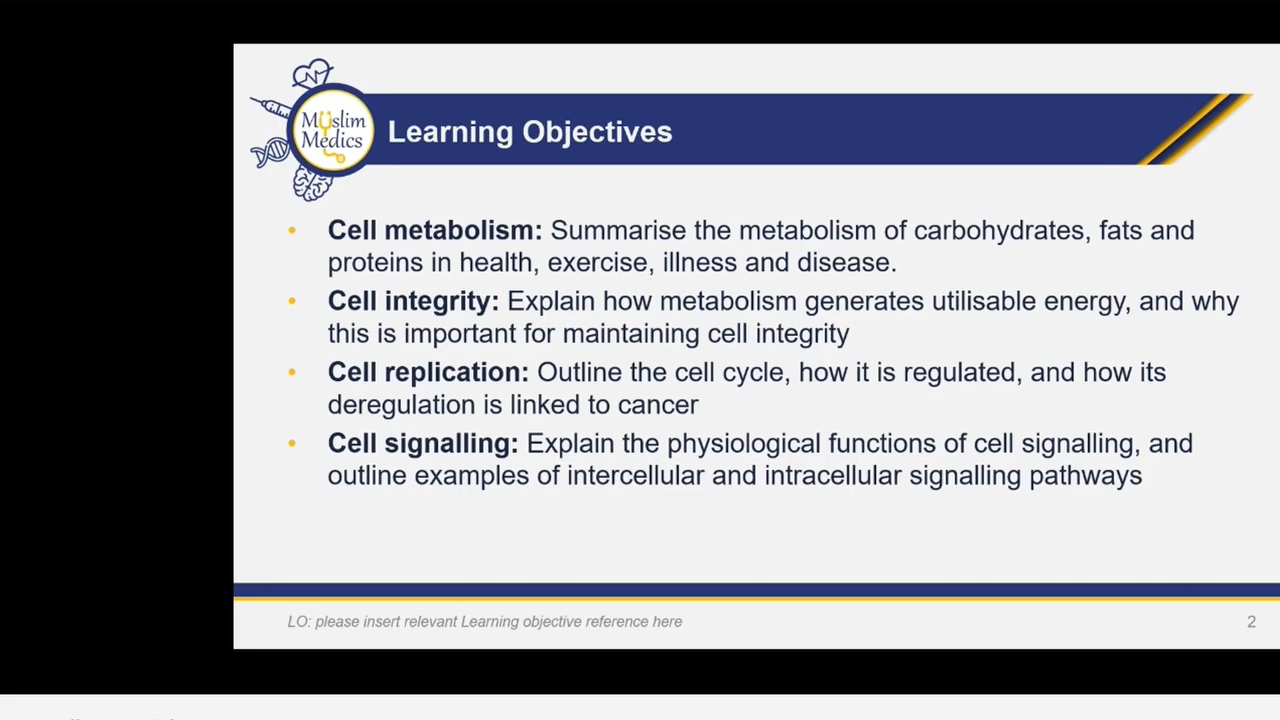 Muslim
Medics
Learning Objectives
• Cell metabolism: Summarise the metabolism of carbohydrates, fats and
proteins in health, exercise, illness and disease.
• Cell integrity: Explain how metabolism generates utilisable energy, and why
this is important for maintaining cell integrity
• Cell replication: Outline the cell cycle, how it is regulated, and how its
deregulation is linked to cancer
• Cell signalling: Explain the physiological functions of cell signalling, and
outline examples of intercellular and intracellular signalling pathways
LO: please insert relevant Learning objective reference here
2